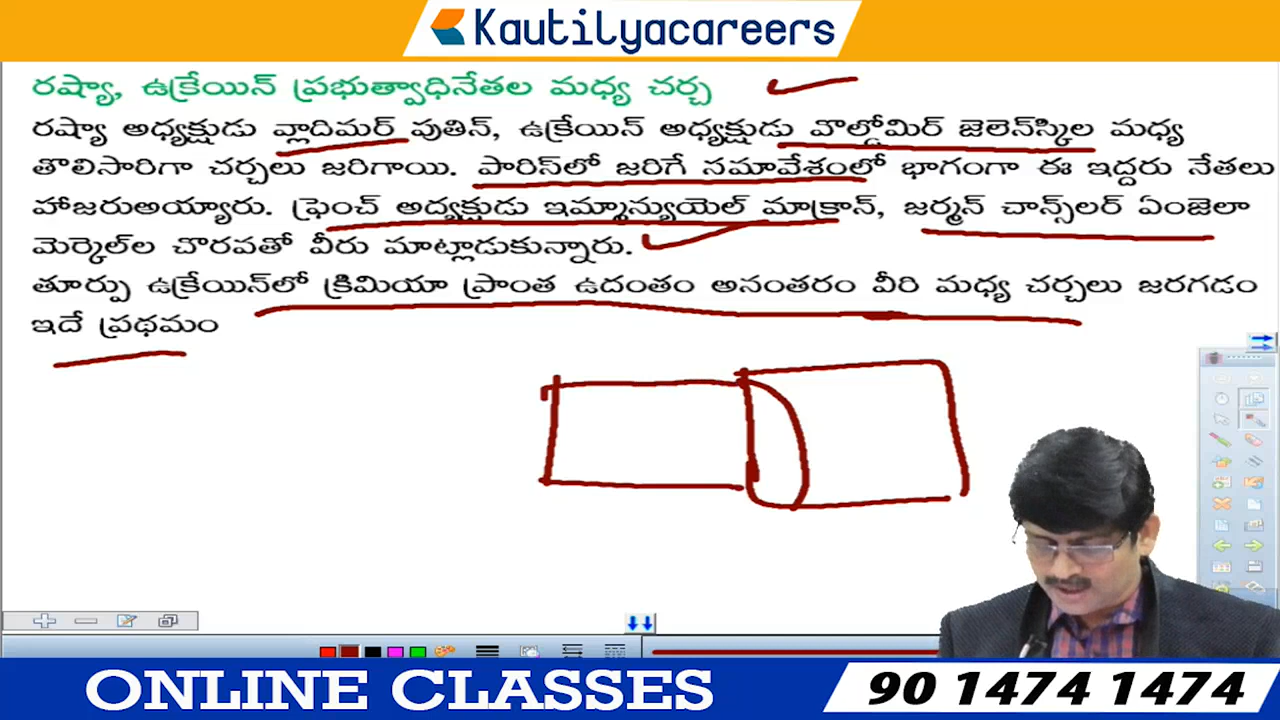 Kautilyacareers
రష్యా, ఉక్రేయిన్ ప్రభుత్వాధినేతల మధ్య చర్చ
రష్యా అధ్యక్షుడు వ్లాదిమర్ పుతిన్, ఉక్రేయిన్ అధ్యక్షుడు వొల్డోమిర్ జెలెన్‌స్కిల మధ్య
తొలిసారిగా చర్చలు జరిగాయి. పారిస్‌లో జరిగే సమావేశంలో భాగంగా ఈ ఇద్దరు నేతలు
హాజరుఅయ్యారు. ఫ్రెంచ్ అద్యక్షుడు ఇమ్మాన్యుయెల్ మాక్రాన్, జర్మన్ చాన్స్‌లర్ ఏంజెలా
మెర్కెల్‌ల చొరవతో వీరు మాట్లాడుకున్నారు.
తూర్పు ఉక్రేయిన్‌లో క్రిమియా ప్రాంత ఉదంతం అనంతరం వీరి మధ్య చర్చలు జరగడం
ఇదే ప్రథమం
ONLINE CLASSES
90 1474 1474